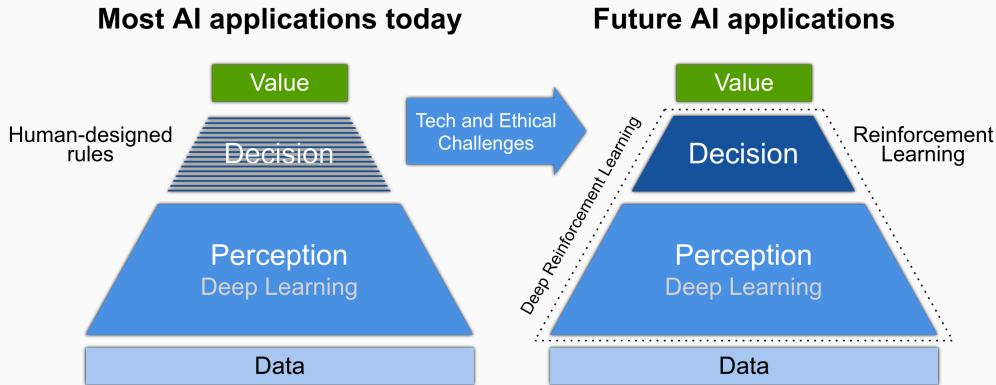 Most AI applications today
Value
Human-designed
rules
Decision
Perception
Deep Learning
Data
Tech and Ethical
Challenges
Future AI applications
Value
Decision
Reinforcement
Learning
Deep Reinforcement Learning
Perception
Deep Learning
Data